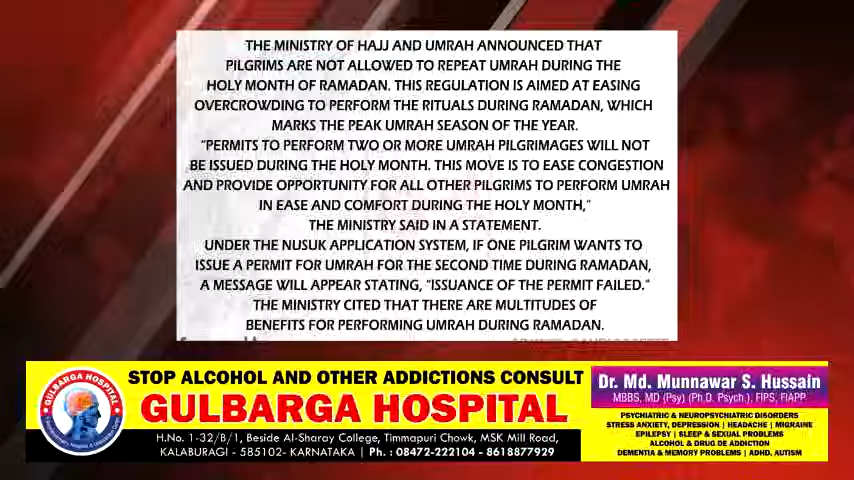 THE MINISTRY OF HAJJ AND UMRAH ANNOUNCED THAT
PILGRIMS ARE NOT ALLOWED TO REPEAT UMRAH DURING THE
HOLY MONTH OF RAMADAN. THIS REGULATION IS AIMED AT EASING
OVERCROWDING TO PERFORM THE RITUALS DURING RAMADAN, WHICH
MARKS THE PEAK UMRAH SEASON OF THE YEAR.
"PERMITS TO PERFORM TWO OR MORE UMRAH PILGRIMAGES WILL NOT
BE ISSUED DURING THE HOLY MONTH. THIS MOVE IS TO EASE CONGESTION
AND PROVIDE OPPORTUNITY FOR ALL OTHER PILGRIMS TO PERFORM UMRAH
IN EASE AND COMFORT DURING THE HOLY MONTH,"
THE MINISTRY SAID IN A STATEMENT.
UNDER THE NUSUK APPLICATION SYSTEM, IF ONE PILGRIM WANTS TO
ISSUE A PERMIT FOR UMRAH FOR THE SECOND TIME DURING RAMADAN,
A MESSAGE WILL APPEAR STATING, "ISSUANCE OF THE PERMIT FAILED."
THE MINISTRY CITED THAT THERE ARE MULTITUDES OF
BENEFITS FOR PERFORMING UMRAH DURING RAMADAN.
GULBARGA HOSPITAL
STOP ALCOHOL AND OTHER ADDICTIONS CONSULT
GULBARGA HOSPITAL
H.No. 1-32/B/1, Beside Al-Sharay College, Timmapuri Chowk, MSK Mill Road,
KALABURAGI - 585102- KARNATAKA | Ph. : 08472-222104 - 8618877929
Dr. Md. Munnawar S. Hussain
MBBS, MD (Psy) (Ph.D. Psych.), FIPS, FIAPP.
PSYCHIATRIC & NEUROPSYCHIATRIC DISORDERS
STRESS ANXIETY, DEPRESSION | HEADACHE | MIGRAINE
EPILEPSY | SLEEP & SEXUAL PROBLEMS
ALCOHOL & DRUG DE ADDICTION
DEMENTIA & MEMORY PROBLEMS | ADHD, AUTISM